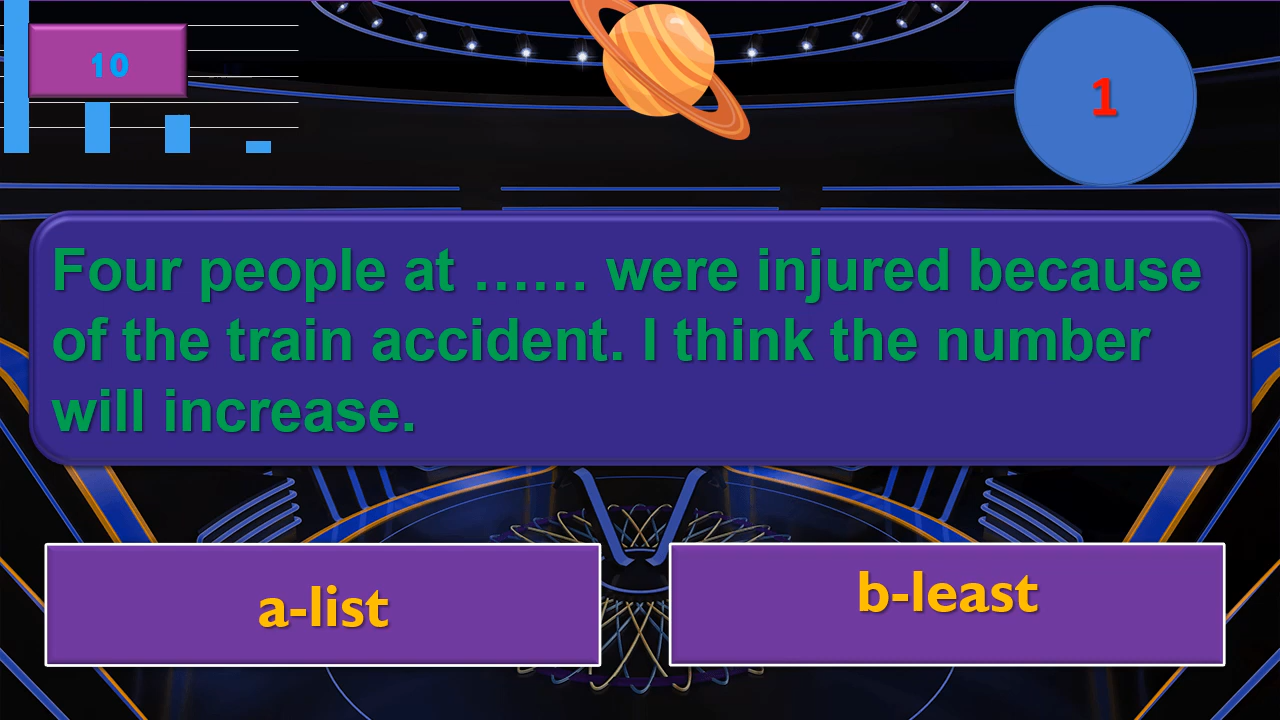 10
1
Four people at …… were injured because
of the train accident. I think the number
will increase.
a-list
b-least